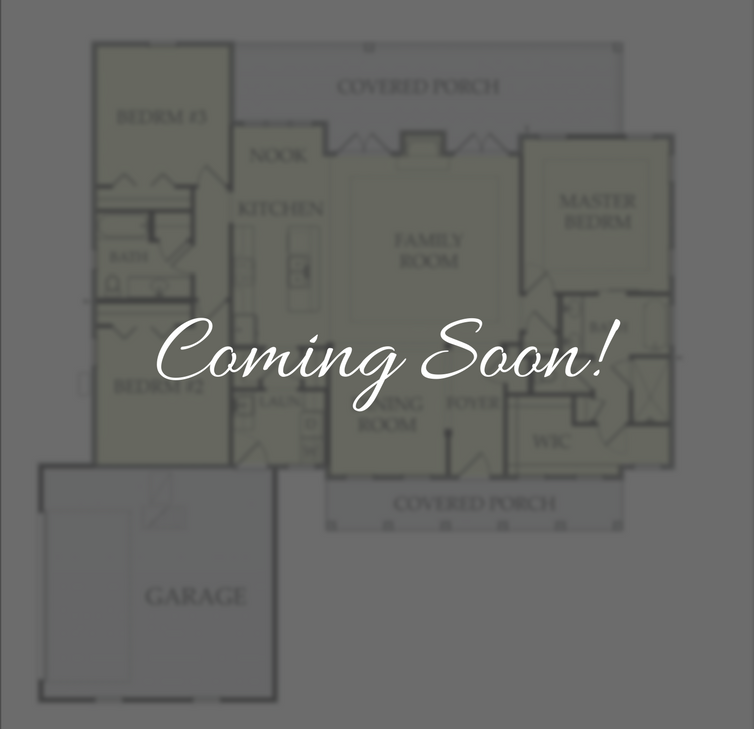 COVERED PORCH
BEDRM #3
NOOK
KITCHEN
MASTER
BEDRM
FAMILY
ROOM
BATH
Coming Soon!
BEDRM #2
LAUN
FOYER
ROOM
WIC
COVERED PORCH
GARAGE